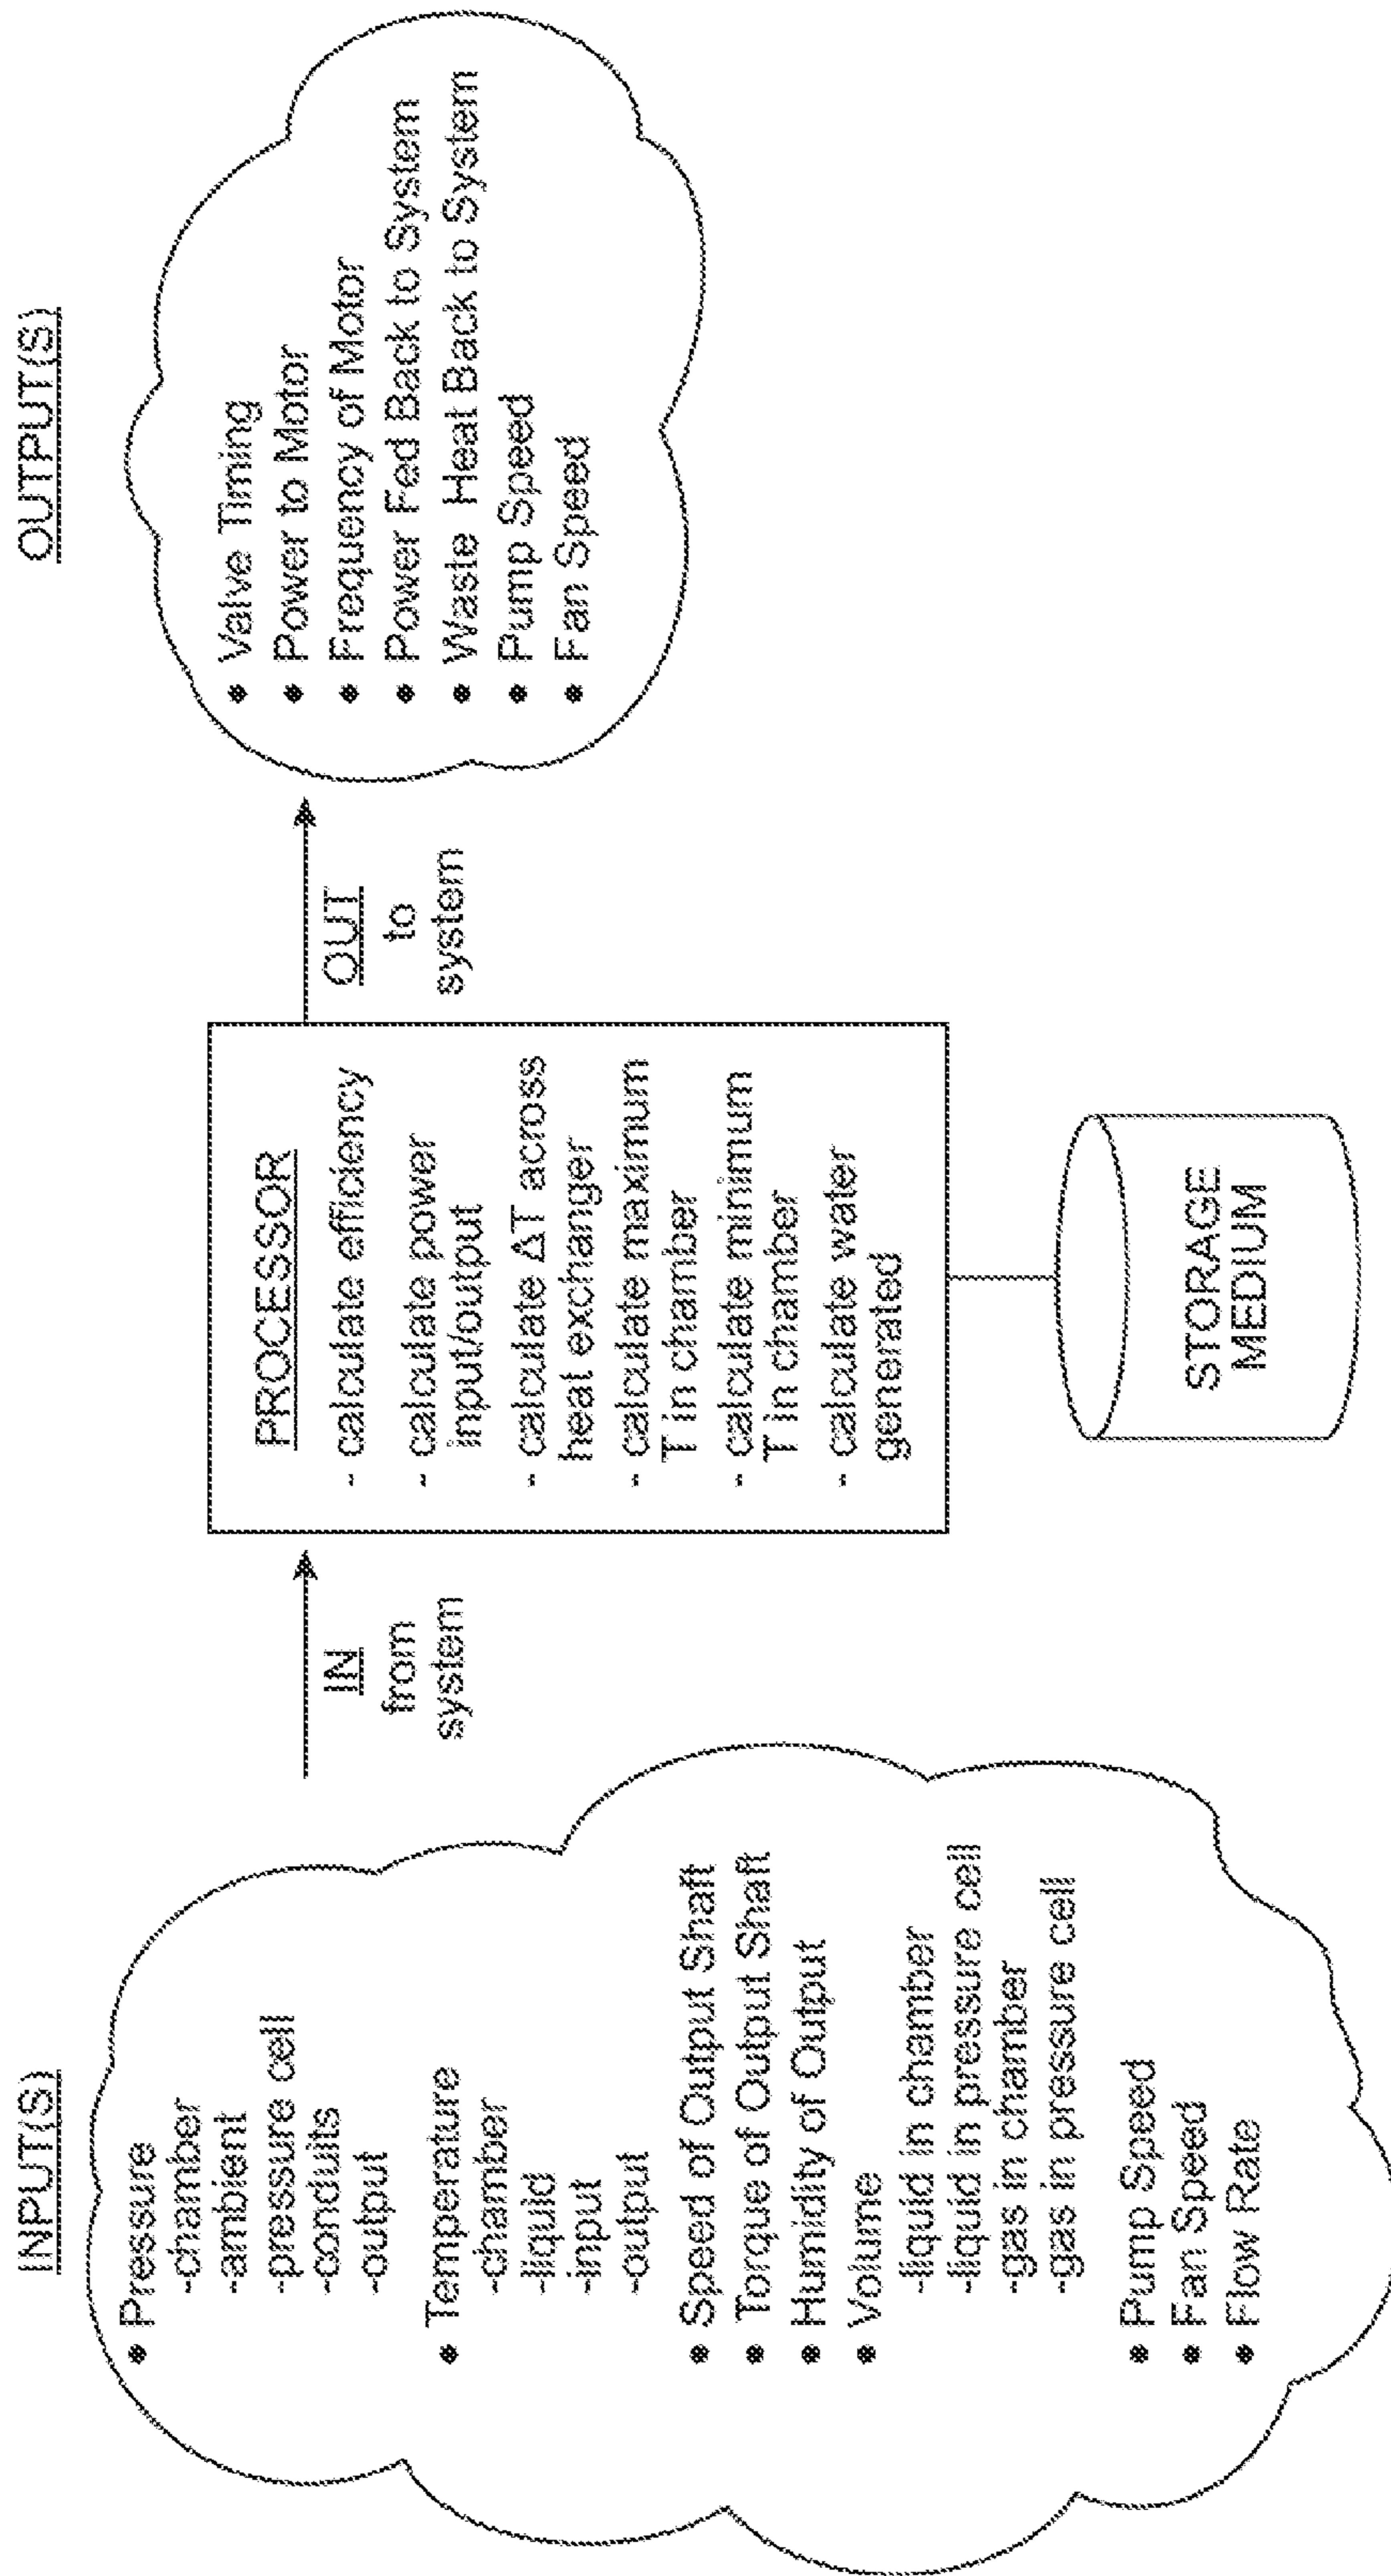 INPUT(S)
• Pressure
-chamber
-ambient
-pressure cell
-conduits
-output
• Temperature
-chamber
-liquid
-input
-output
• Speed of Output Shaft
• Torque of Output Shaft
• Humidity of Output
• Volume
-liquid in chamber
-liquid in pressure cell
-gas in chamber
-gas in pressure cell
• Pump Speed
• Fan Speed
• Flow Rate
IN
from
system
PROCESSOR
- calculate efficiency
- calculate power
input/output
- calculate ΔT across
heat exchanger
- calculate maximum
T in chamber
- calculate minimum
T in chamber
- calculate water
generated
STORAGE
MEDIUM
OUT
to
system
OUTPUT(S)
• Valve Timing
• Power to Motor
• Frequency of Motor
• Power Fed Back to System
• Waste Heat Back to System
• Pump Speed
• Fan Speed